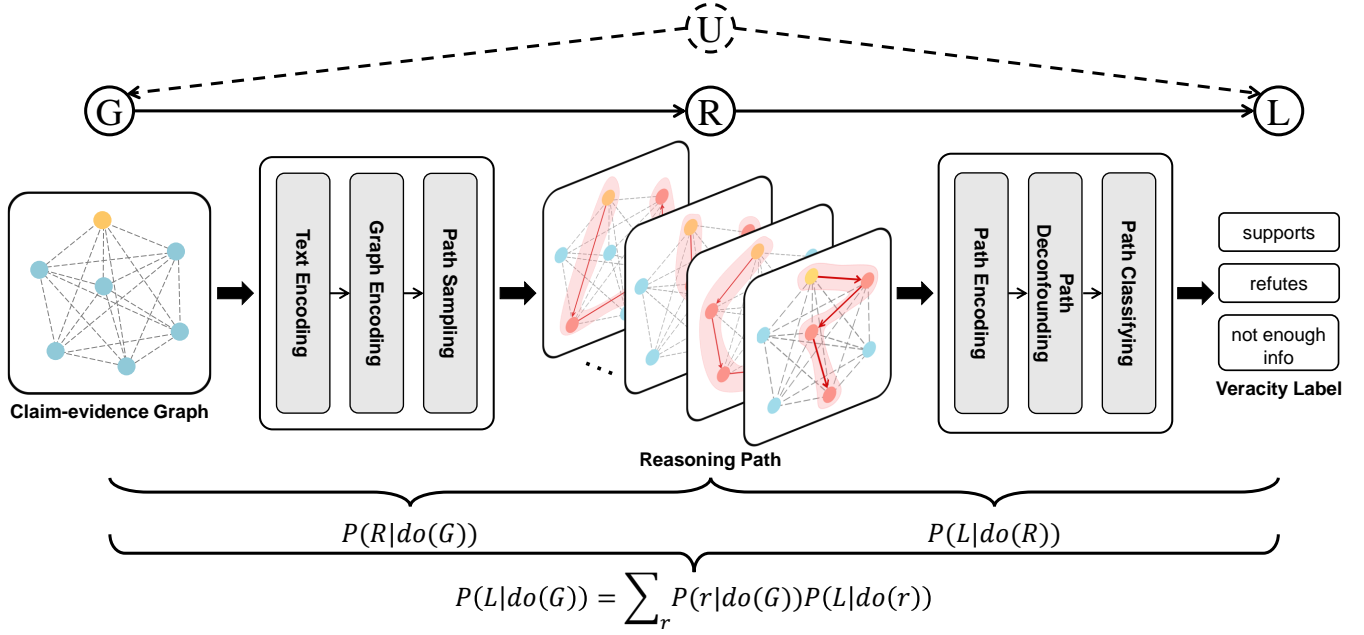 U
G
R
L
Text Encoding
Graph Encoding
Path Sampling
Path Encoding
Path
Deconfounding
Path Classifying
supports
refutes
not enough
info
. . .
Claim-evidence Graph
Reasoning Path
Veracity Label
P(R|do(G))
P(L|do(R))
P(L|do(G)) = ∑_r P(r|do(G))P(L|do(r))